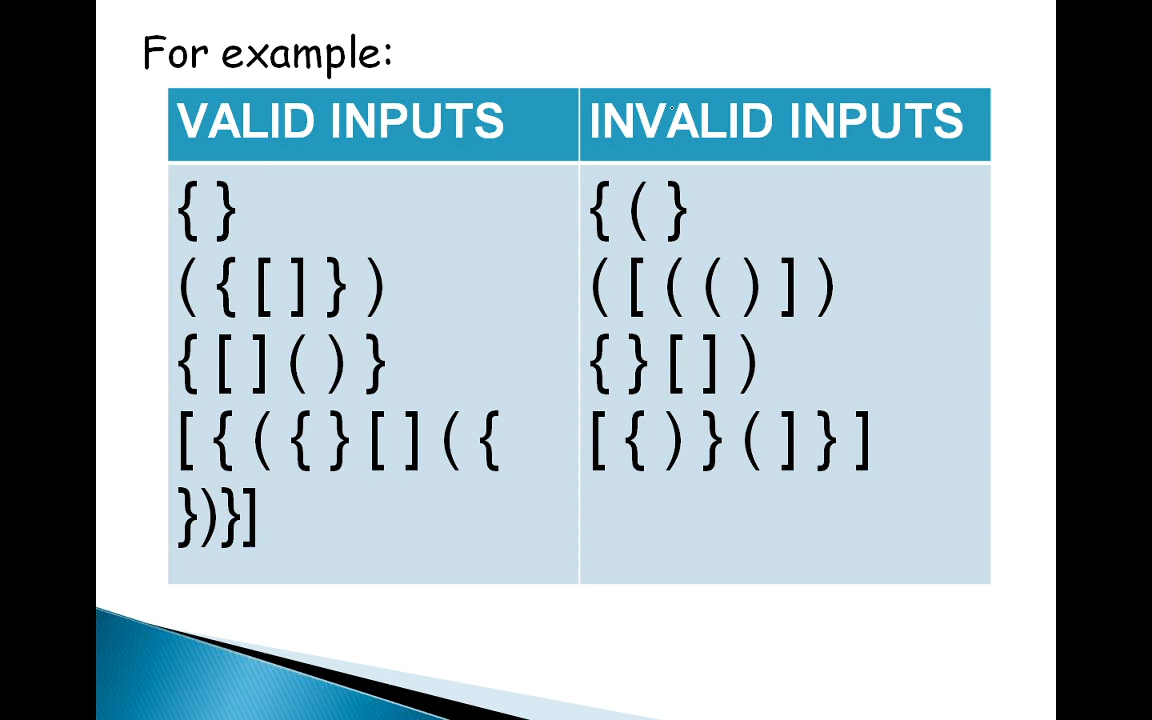 For example:
VALID INPUTS
INVALID INPUTS
{ }
( { [ ] } )
{ [ ] ( ) }
[ { ( { } [ ] ( {
})}]
{ ( }
( [ ( ( ) ] )
{ } [ ] )
[ { ) } ( ] } ]